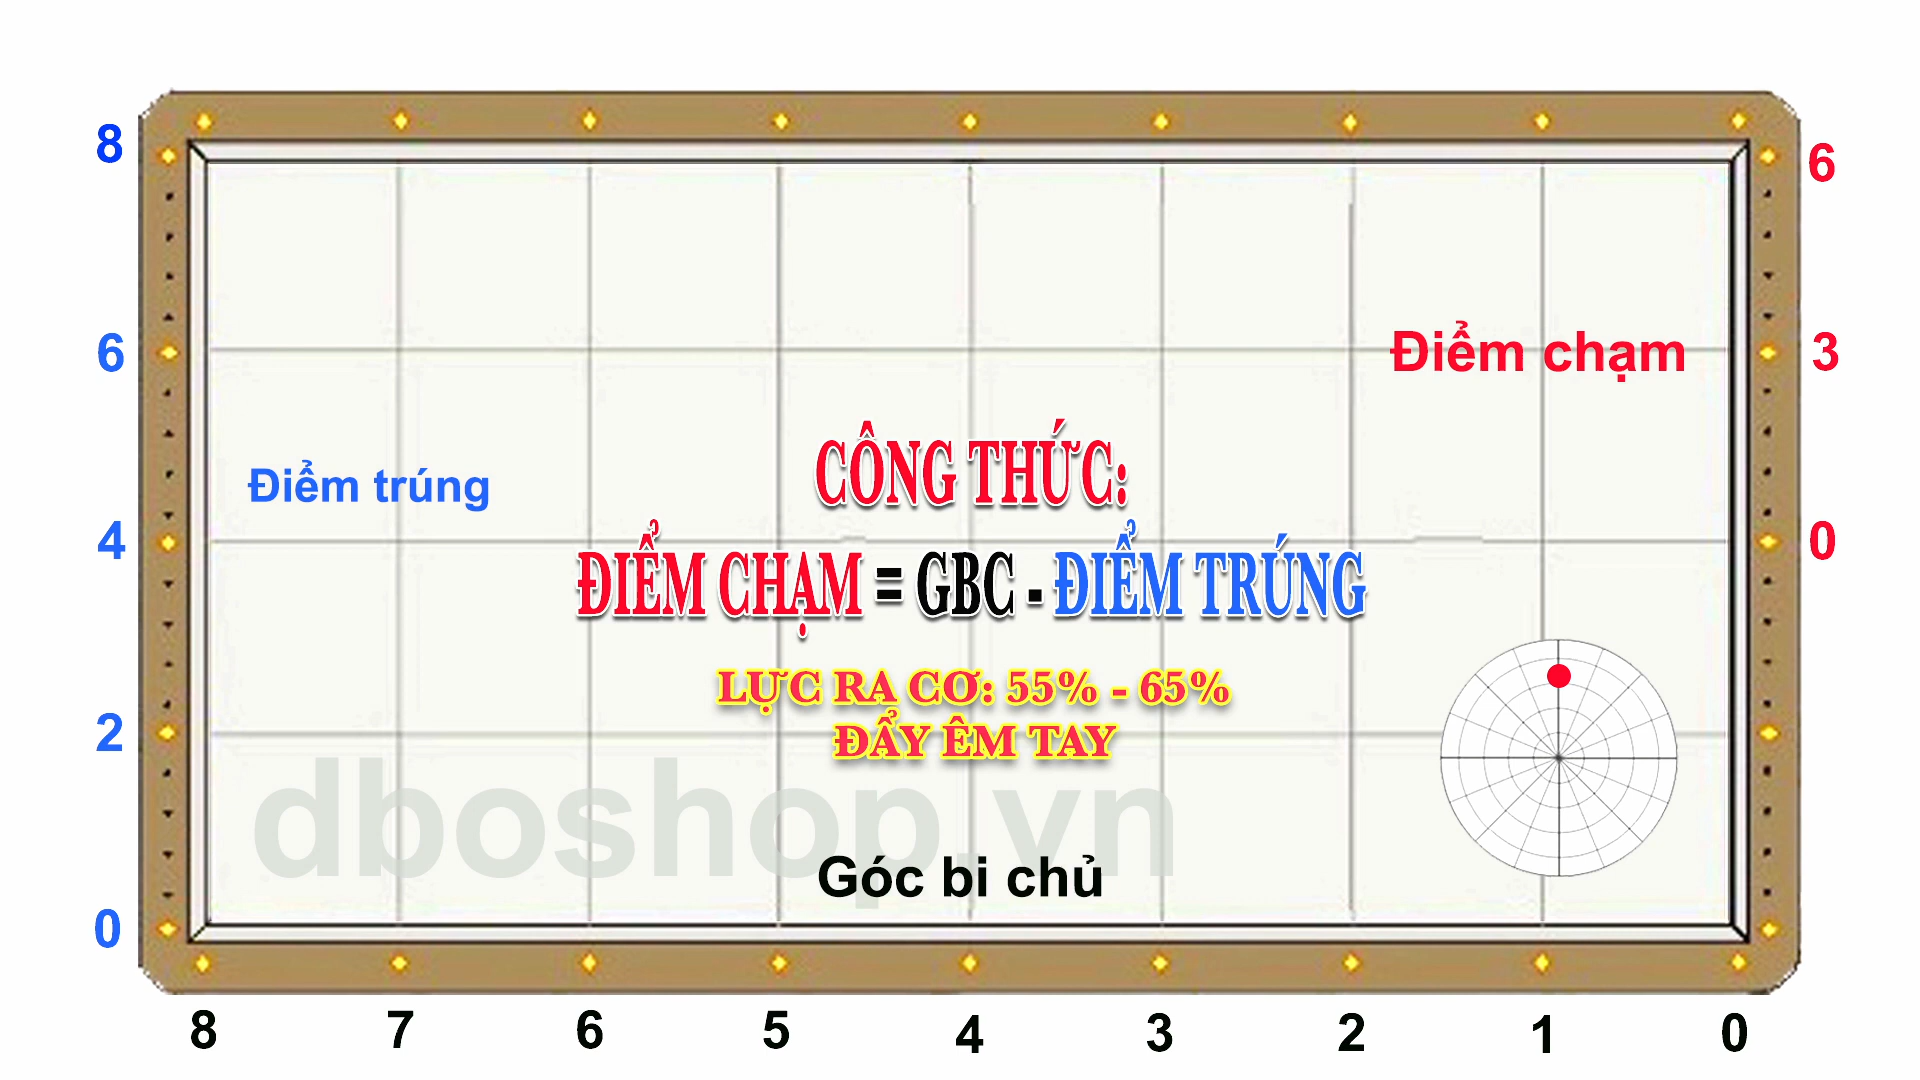 8
6
6
3
Điểm chạm
Điểm trúng
CÔNG THỨC:
4
0
ĐIỂM CHẠM = GBC - ĐIỂM TRÚNG
LỰC RA CƠ: 55% - 65%
2
ĐẨY ÊM TAY
dboshop.vn
Góc bi chủ
0
8 7 6 5 4 3 2 1 0